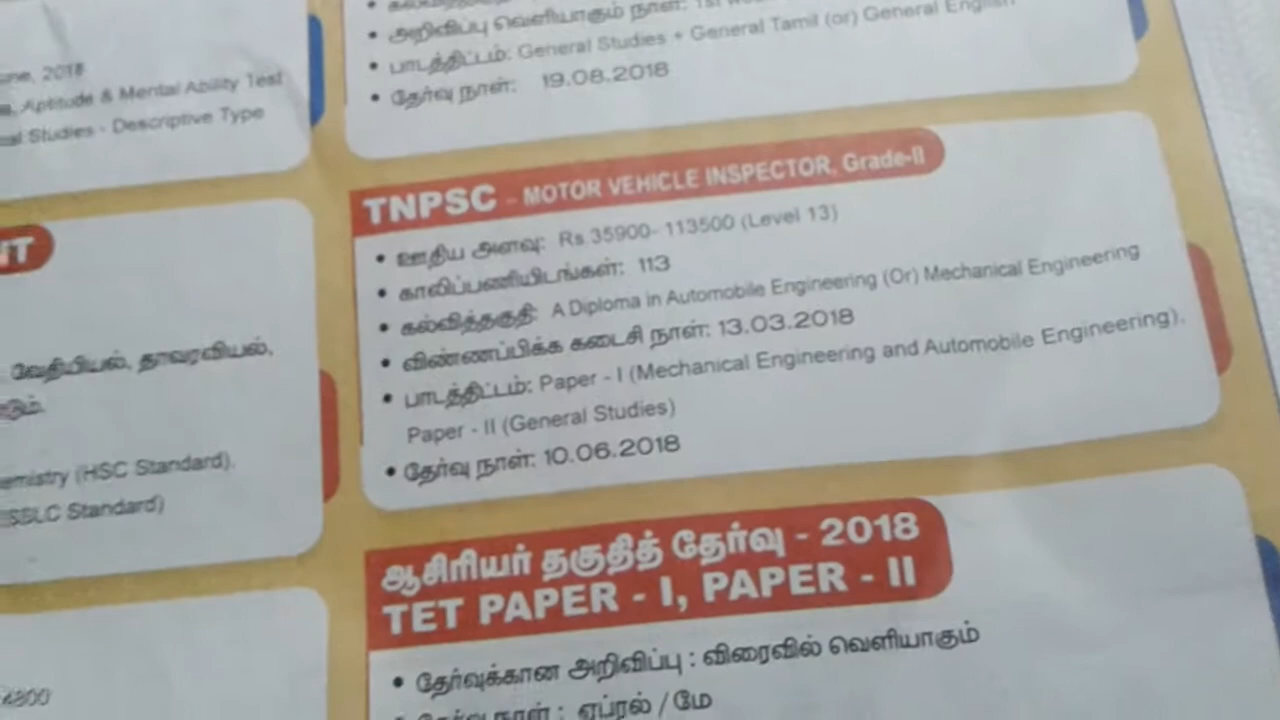 June, 2018
Aptitude & Mental Ability Test
Studies - Descriptive Type
வேதியியல், தாவரவியல்,
(HSC Standard),
SSLC Standard)
4800
• அறிவிப்பு வெளியாகும் நாள்: 1st
• பாடத்திட்டம்: General Studies + General Tamil (or) General English
• தேர்வு நாள்: 19.08.2018
TNPSC - MOTOR VEHICLE INSPECTOR, Grade-II
• ஊதிய அளவு: Rs.35900- 113500 (Level 13)
• காலிப்பணியிடங்கள்: 113
• கல்வித்தகுதி: A Diploma in Automobile Engineering (Or) Mechanical Engineering
• விண்ணப்பிக்க கடைசி நாள்: 13.03.2018
• பாடத்திட்டம்: Paper - I (Mechanical Engineering and Automobile Engineering),
Paper - II (General Studies)
• தேர்வு நாள்: 10.06.2018
ஆசிரியர் தகுதித் தேர்வு - 2018
TET PAPER - I, PAPER - II
• தேர்வுக்கான அறிவிப்பு : விரைவில் வெளியாகும்
• தேர்வு நாள் : ஏப்ரல் / மே